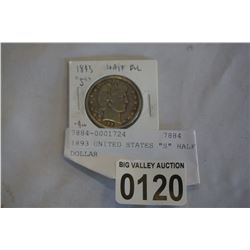 1893 HALF DOL
"S"
7884-0001724 7884
1893 UNITED STATES "S" HALF
DOLLAR
BIG VALLEY AUCTION
0120